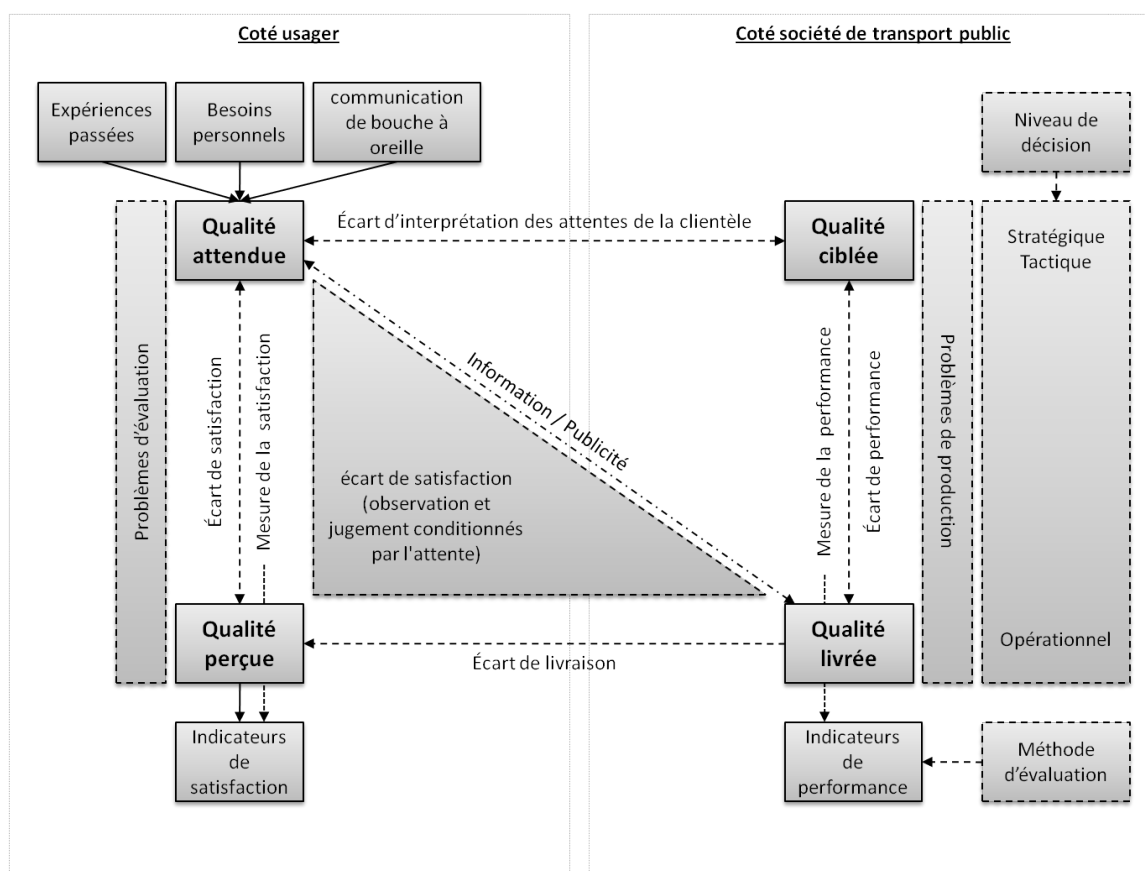 Coté usager
Coté société de transport public
Expériences
passées
Besoins
personnels
communication
de bouche à
oreille
Niveau de
décision
Qualité
attendue
Écart d'interprétation des attentes de la clientèle
Qualité
ciblée
Stratégique
Tactique
Problèmes d'évaluation
Écart de satisfaction
Mesure de la satisfaction
Information / Publicité
écart de satisfaction
(observation et
jugement conditionnés
par l'attente)
Mesure de la performance
Écart de performance
Problèmes de production
Opérationnel
Qualité
perçue
Écart de livraison
Qualité
livrée
Indicateurs
de
satisfaction
Indicateurs
de
performance
Méthode
d'évaluation